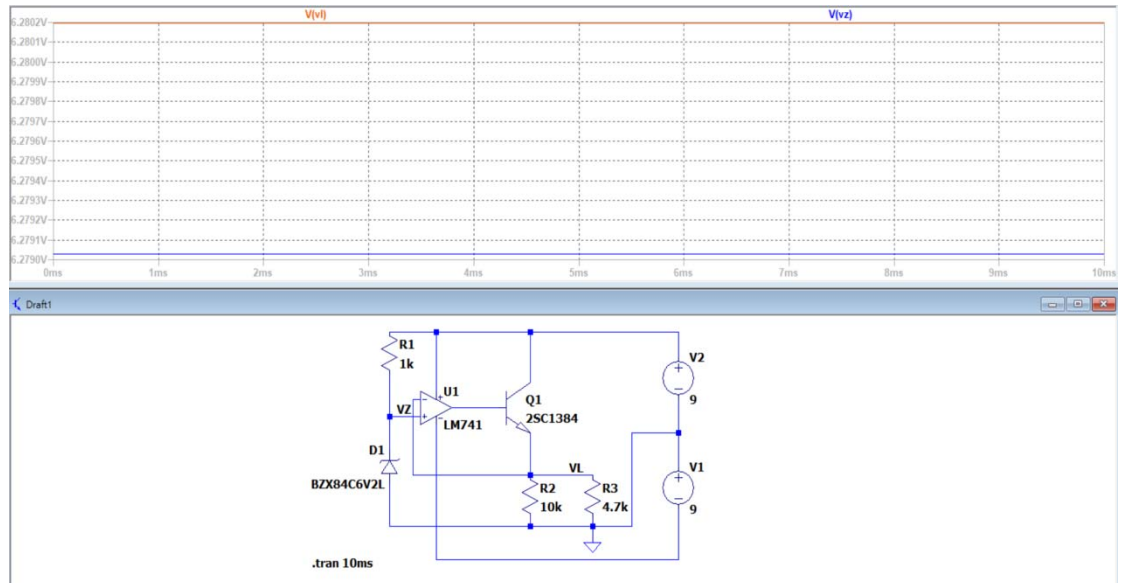 V(vl) V(vz)
6.2802V
6.2801V
6.2800V
6.2799V
6.2798V
6.2797V
6.2796V
6.2795V
6.2794V
6.2793V
6.2792V
6.2791V
6.2790V
0ms 1ms 2ms 3ms 4ms 5ms 6ms 7ms 8ms 9ms 10ms
Draft1
R1
1k
V2
9
VZ
U1
LM741
Q1
2SC1384
D1
BZX84C6V2L
VL
R2
10k
R3
4.7k
V1
9
.tran 10ms